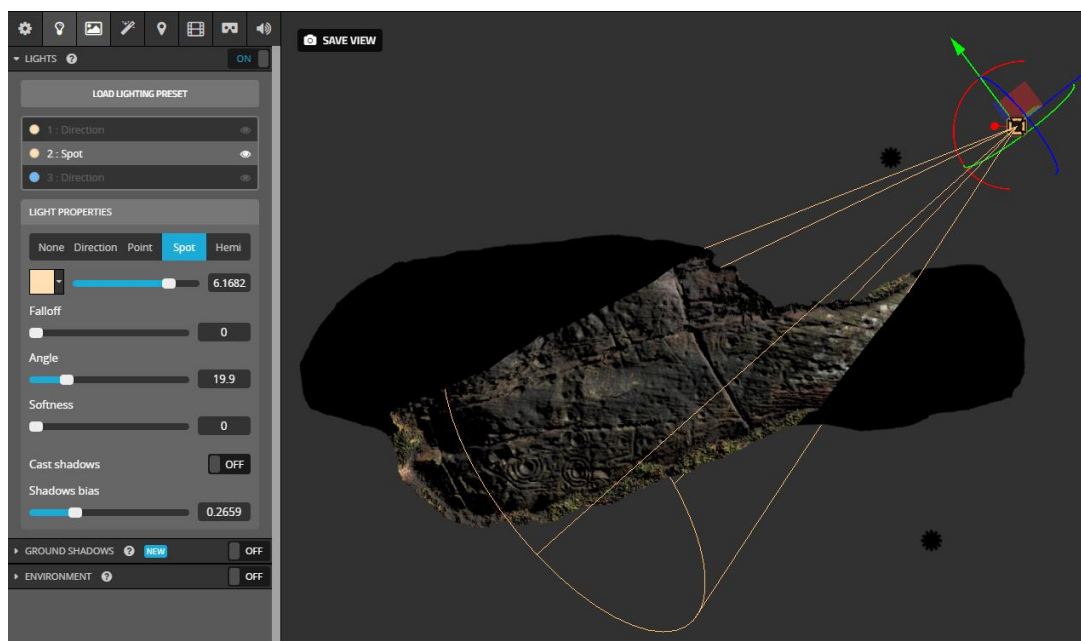 SAVE VIEW
LIGHTS ? ON
LOAD LIGHTING PRESET
1 : Direction
2 : Spot
3 : Direction
LIGHT PROPERTIES
None Direction Point Spot Hemi
6.1682
Falloff
0
Angle
19.9
Softness
0
Cast shadows OFF
Shadows bias
0.2659
GROUND SHADOWS ? NEW OFF
ENVIRONMENT ? OFF